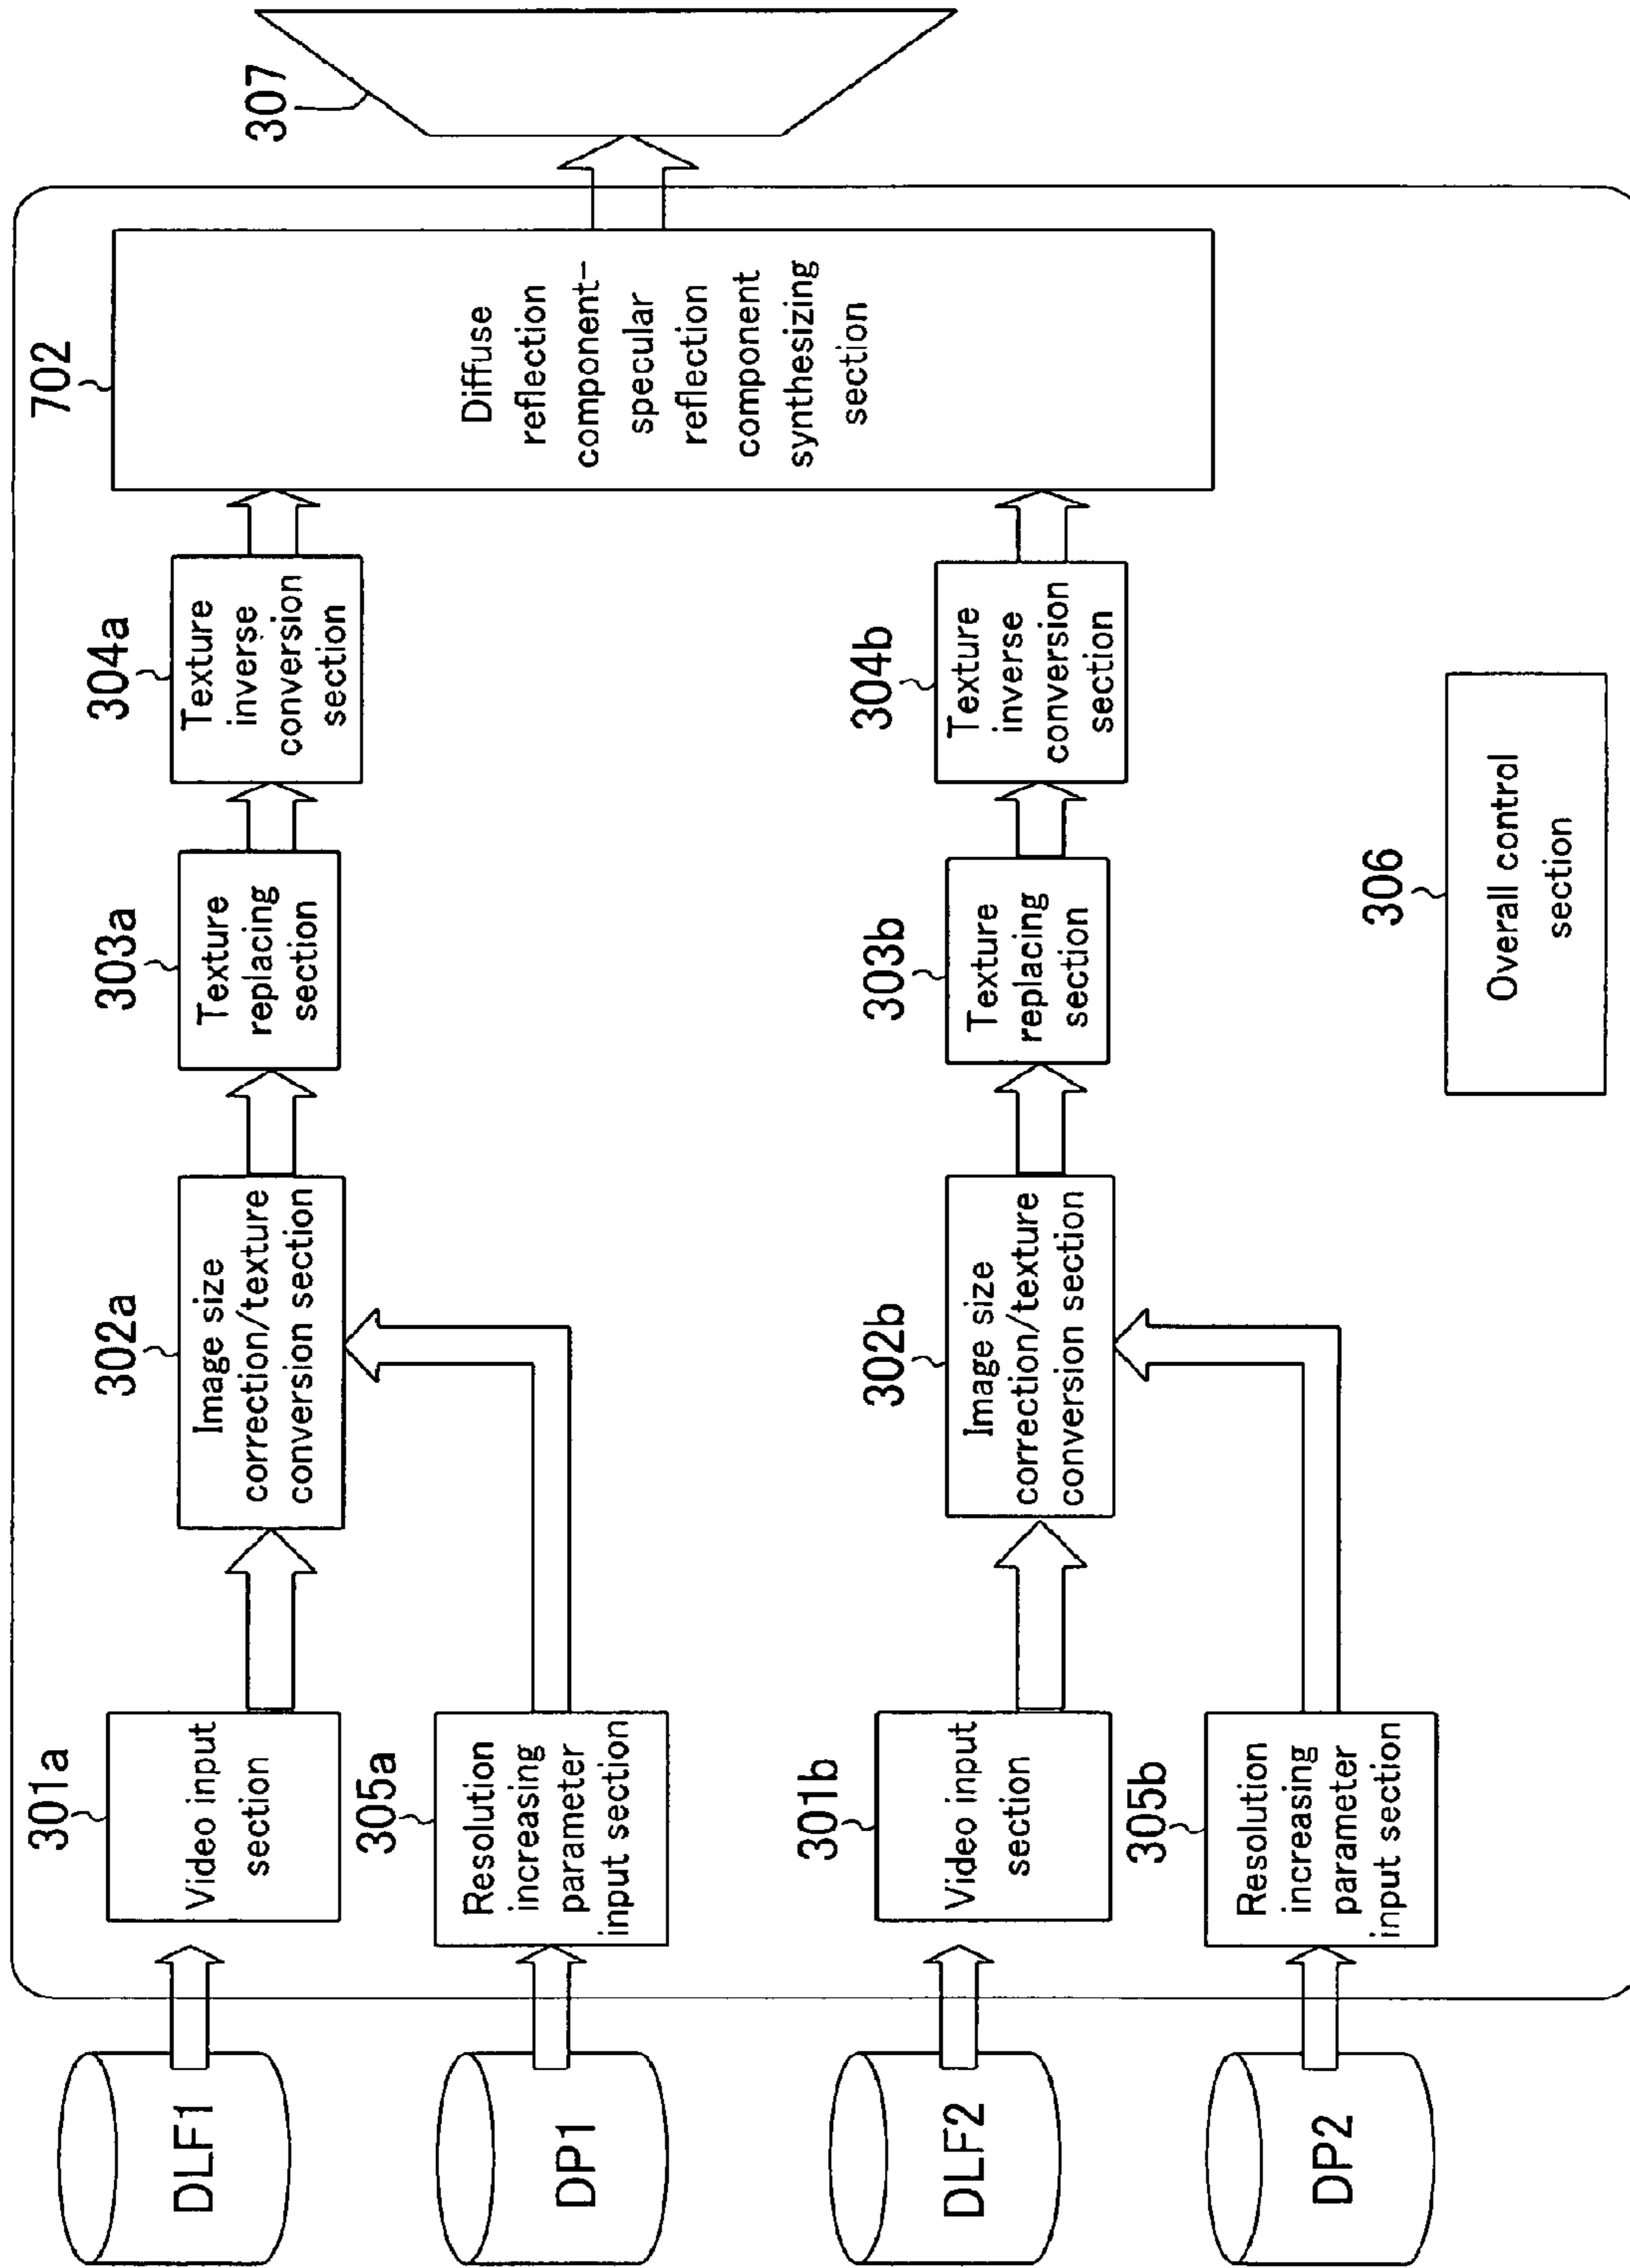 DLF1
301a
Video input
section
302a
Image size
correction/texture
conversion section
303a
Texture
replacing
section
304a
Texture
inverse
conversion
section
702
Diffuse
reflection
component-
specular
reflection
component
synthesizing
section
307
DP1
305a
Resolution
increasing
parameter
input section
DLF2
301b
Video input
section
302b
Image size
correction/texture
conversion section
303b
Texture
replacing
section
304b
Texture
inverse
conversion
section
DP2
305b
Resolution
increasing
parameter
input section
306
Overall control
section